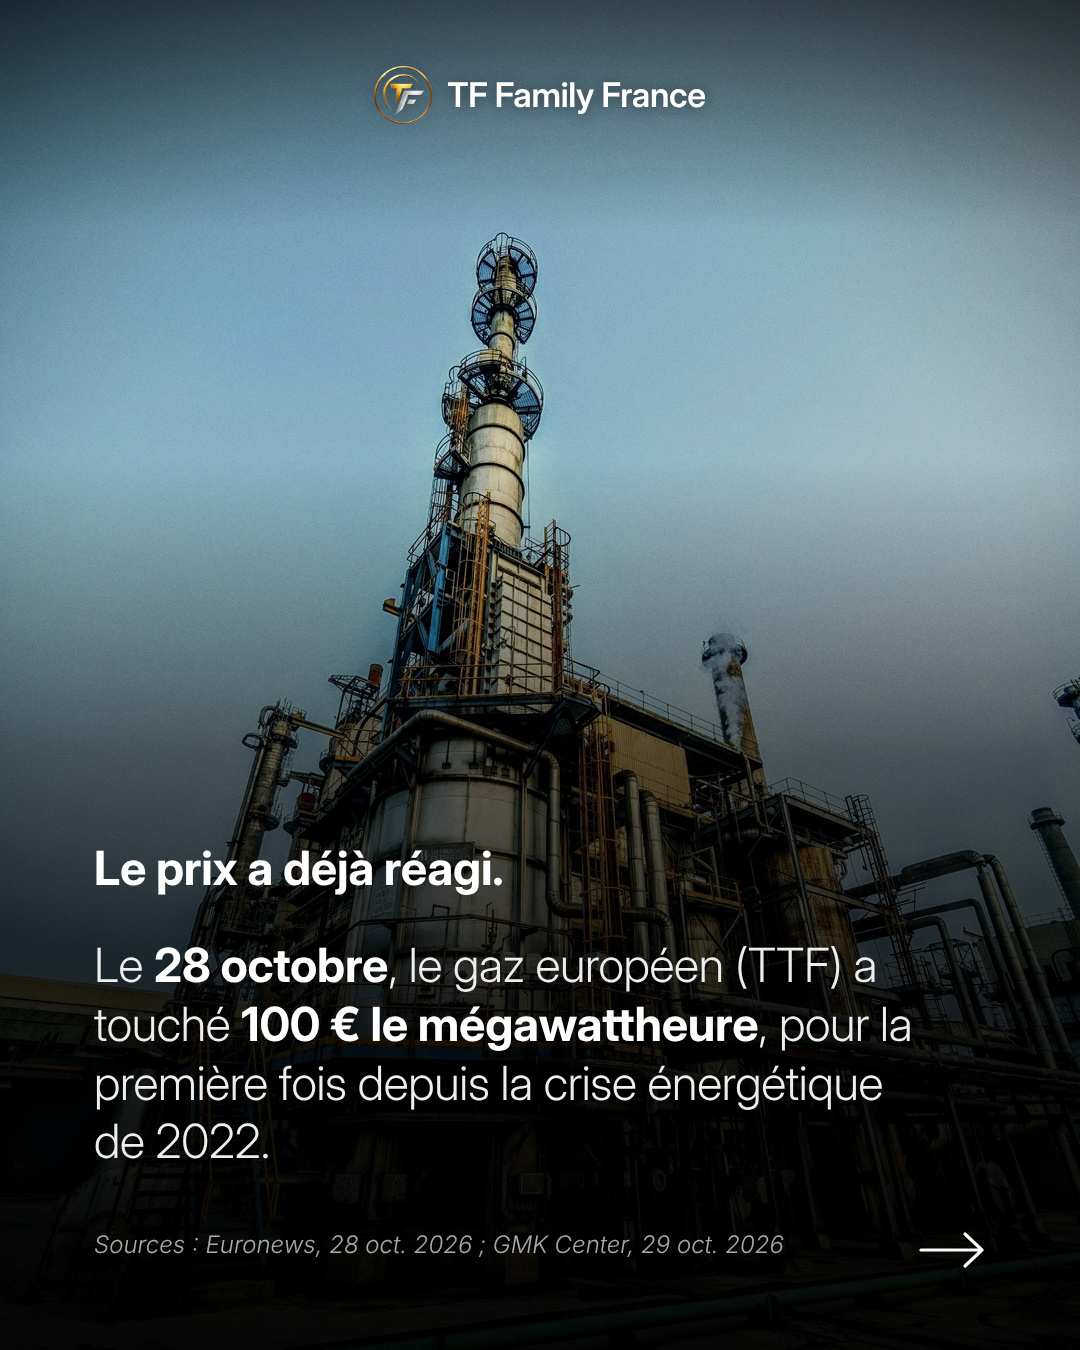 TF TF Family France
Le prix a déjà réagi.
Le 28 octobre, le gaz européen (TTF) a
touché 100 € le mégawattheure, pour la
première fois depuis la crise énergétique
de 2022.
Sources : Euronews, 28 oct. 2026 ; GMK Center, 29 oct. 2026